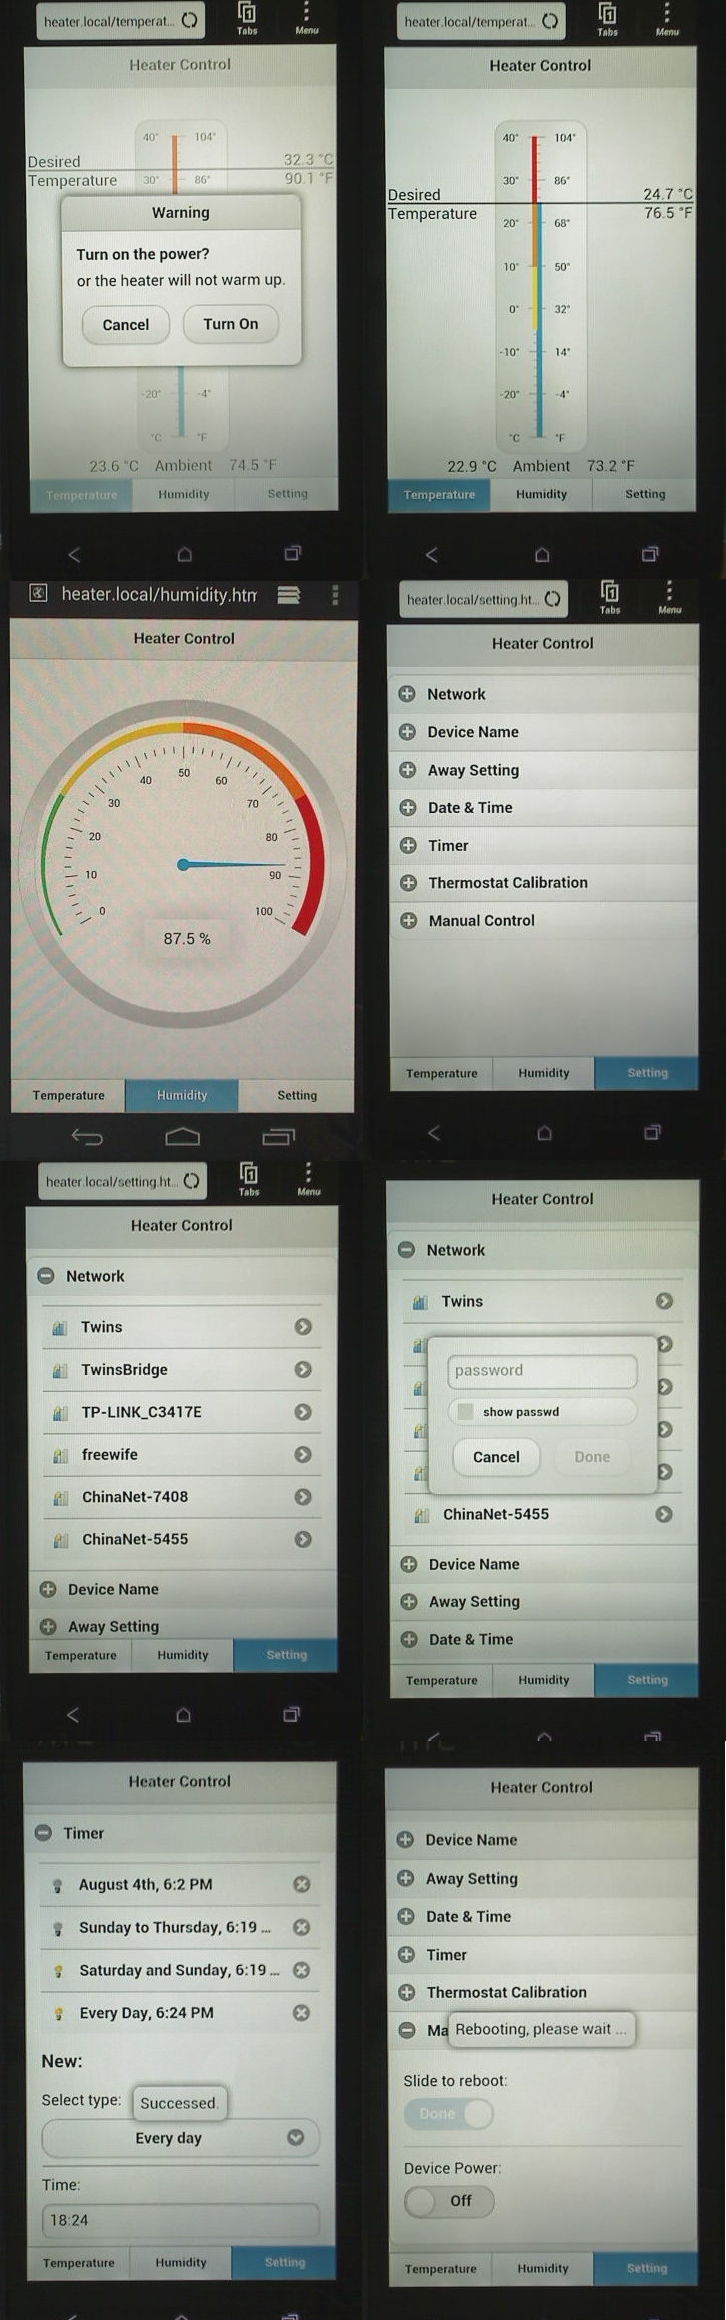 heater.local/temperat...
Tabs
Menu
Heater Control
40° 104°
Desired 32.3 °C
Temperature 30° 86° 90.1 °F
Warning
Turn on the power?
or the heater will not warm up.
Cancel Turn On
-20° -4°
°C °F
23.6 °C Ambient 74.5 °F
Temperature Humidity Setting
heater.local/temperat...
Tabs
Menu
Heater Control
40° 104°
30° 86°
Desired 24.7 °C
Temperature 76.5 °F
20° 68°
10° 50°
0° 32°
-10° 14°
-20° -4°
°C °F
22.9 °C Ambient 73.2 °F
Temperature Humidity Setting
heater.local/humidity.htm
Heater Control
0
10
20
30
40
50
60
70
80
90
100
87.5 %
Temperature Humidity Setting
heater.local/setting.ht...
Tabs
Menu
Heater Control
Network
Device Name
Away Setting
Date & Time
Timer
Thermostat Calibration
Manual Control
Temperature Humidity Setting
heater.local/setting.ht...
Tabs
Menu
Heater Control
Network
Twins
TwinsBridge
TP-LINK_C3417E
freewife
ChinaNet-7408
ChinaNet-5455
Device Name
Away Setting
Temperature Humidity Setting
Heater Control
Network
Twins
password
show passwd
Cancel Done
ChinaNet-5455
Device Name
Away Setting
Date & Time
Temperature Humidity Setting
Heater Control
Timer
August 4th, 6:2 PM
Sunday to Thursday, 6:19 ...
Saturday and Sunday, 6:19 ...
Every Day, 6:24 PM
New:
Select type:
Successed.
Every day
Time:
18:24
Temperature Humidity Setting
Heater Control
Device Name
Away Setting
Date & Time
Timer
Thermostat Calibration
Ma
Rebooting, please wait ...
Slide to reboot:
Done
Device Power:
Off
Temperature Humidity Setting